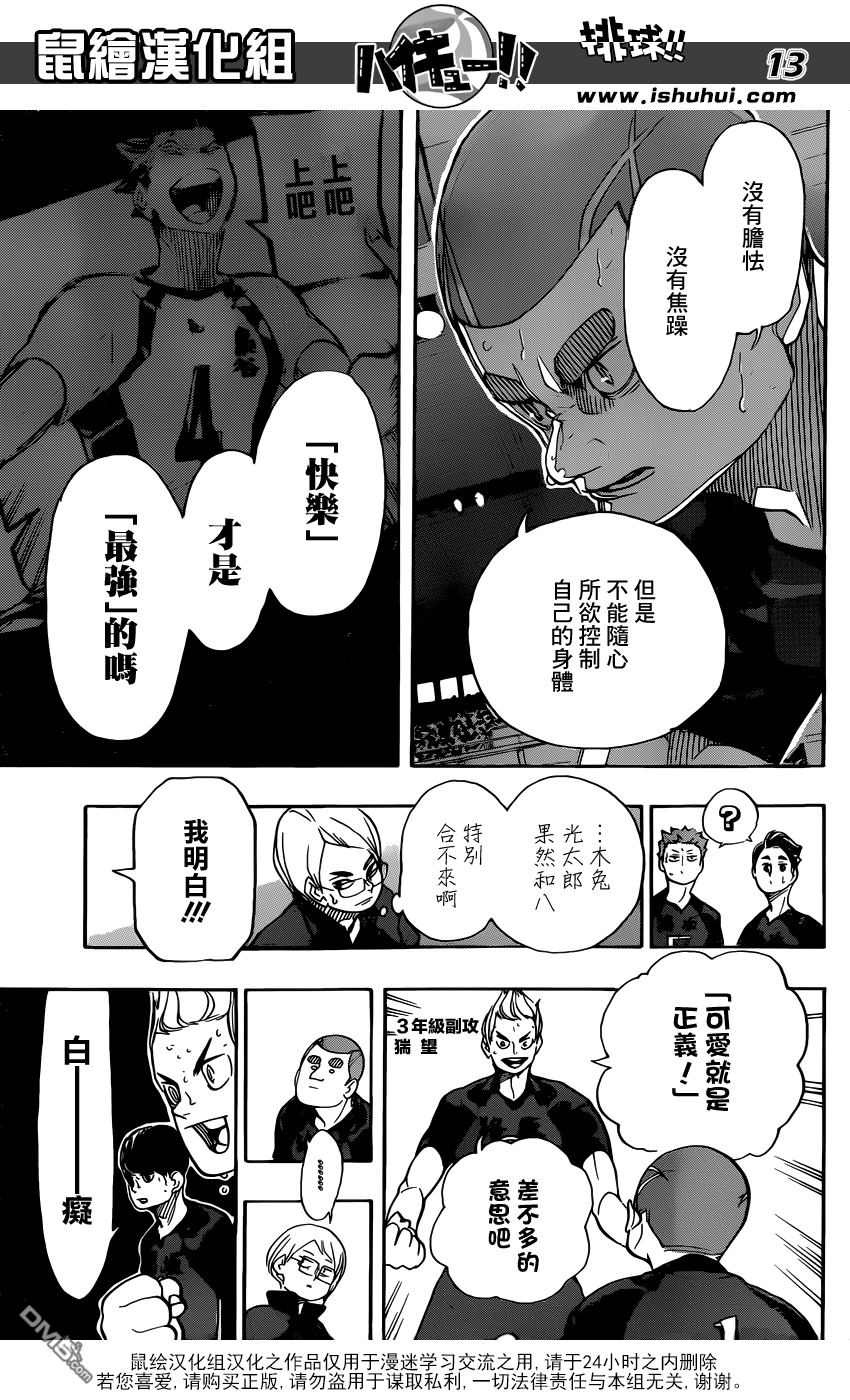 鼠繪漢化組
ハイキュー!!
排球!!
13
www.ishuhui.com
沒有膽怯
沒有焦躁
但是
不能隨心
所欲控制
自己的身體
上吧
上吧
「快樂」
才是
「最強」的嗎
?
…木兔
光太郎
果然和八
特別
合不來啊
我明白!!!
「可愛就是
正義!」
3年級副攻
猯 望
差不多的
意思吧
…………
白——癡
DM5.com
鼠绘汉化组汉化之作品仅用于漫迷学习交流之用, 请于24小时之内删除
若您喜爱, 请购买正版, 请勿盗用于谋取私利, 一切法律责任与本组无关, 谢谢。